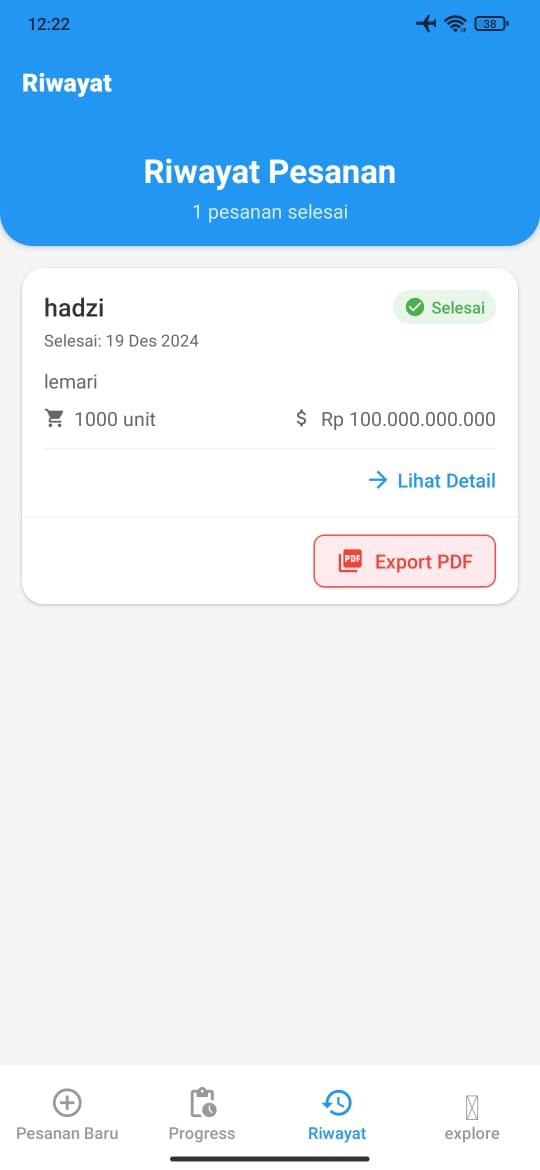 12:22
38
Riwayat
Riwayat Pesanan
1 pesanan selesai
hadzi
Selesai
Selesai: 19 Des 2024
lemari
1000 unit
$ Rp 100.000.000.000
Lihat Detail
PDF Export PDF
Pesanan Baru
Progress
Riwayat
explore